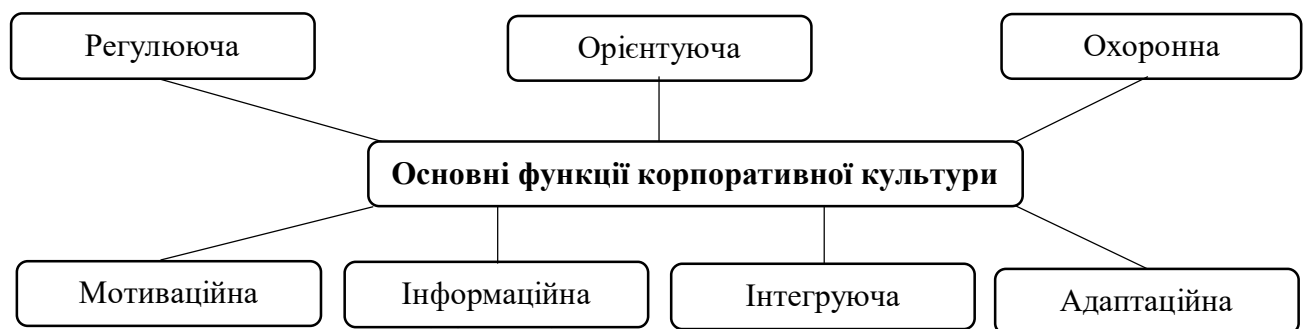 Регулююча
Орієнтуюча
Охоронна
Основні функції корпоративної культури
Мотиваційна
Інформаційна
Інтегруюча
Адаптаційна